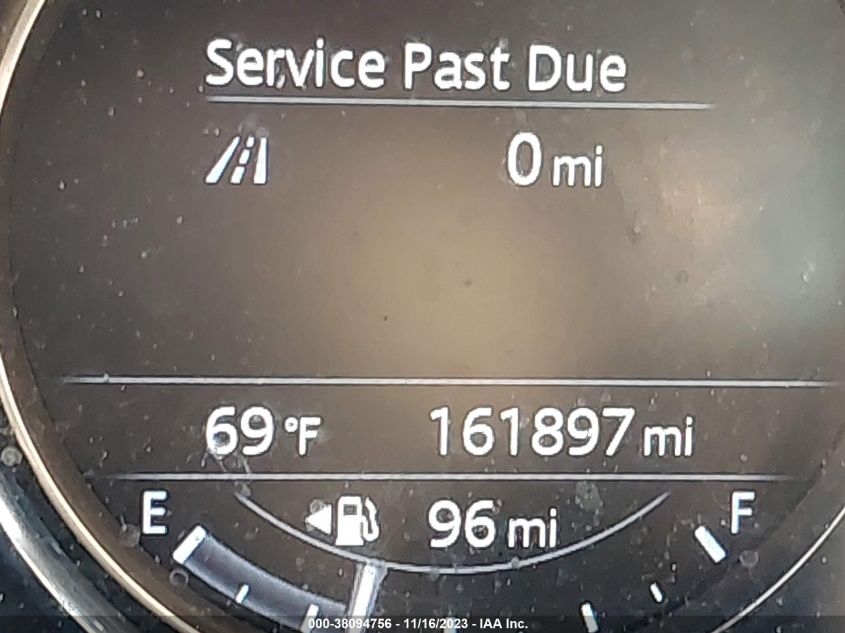 Service Past Due
0 mi
69 °F 161897 mi
E 96 mi F
000-38094756 - 11/16/2023 - IAA Inc.